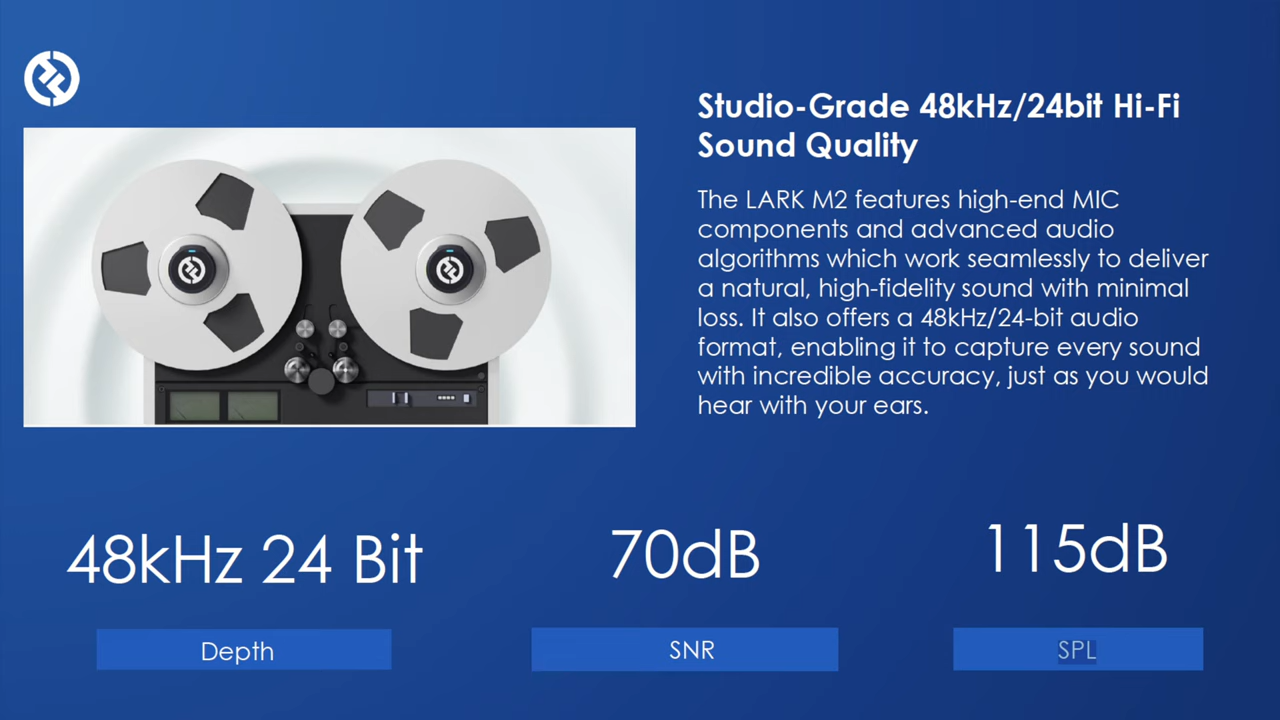 Studio-Grade 48kHz/24bit Hi-Fi
Sound Quality
The LARK M2 features high-end MIC
components and advanced audio
algorithms which work seamlessly to deliver
a natural, high-fidelity sound with minimal
loss. It also offers a 48kHz/24-bit audio
format, enabling it to capture every sound
with incredible accuracy, just as you would
hear with your ears.
48kHz 24 Bit
70dB
115dB
Depth
SNR
SPL